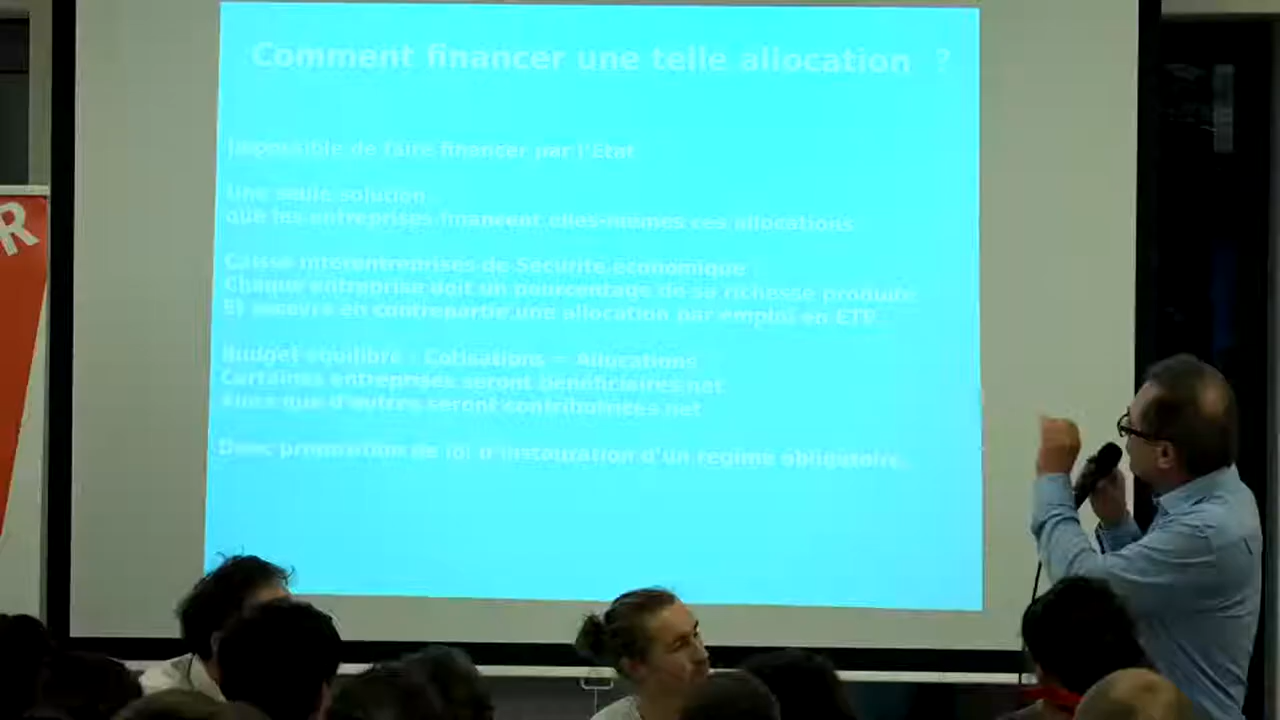 R
Comment financer une telle allocation ?
Impossible de faire financer par l'Etat
Une seule solution
que les entreprises financent elles-mêmes ces allocations
Caisse interentreprises de Sécurité économique
Chaque entreprise doit un pourcentage de sa richesse produite
Et recevra en contrepartie une allocation par emploi en ETP
Budget équilibré : Cotisations = Allocations
Certaines entreprises seront bénéficiaires net
Alors que d'autres seront contributrices net
Donc proposition de loi d'instauration d'un régime obligatoire.